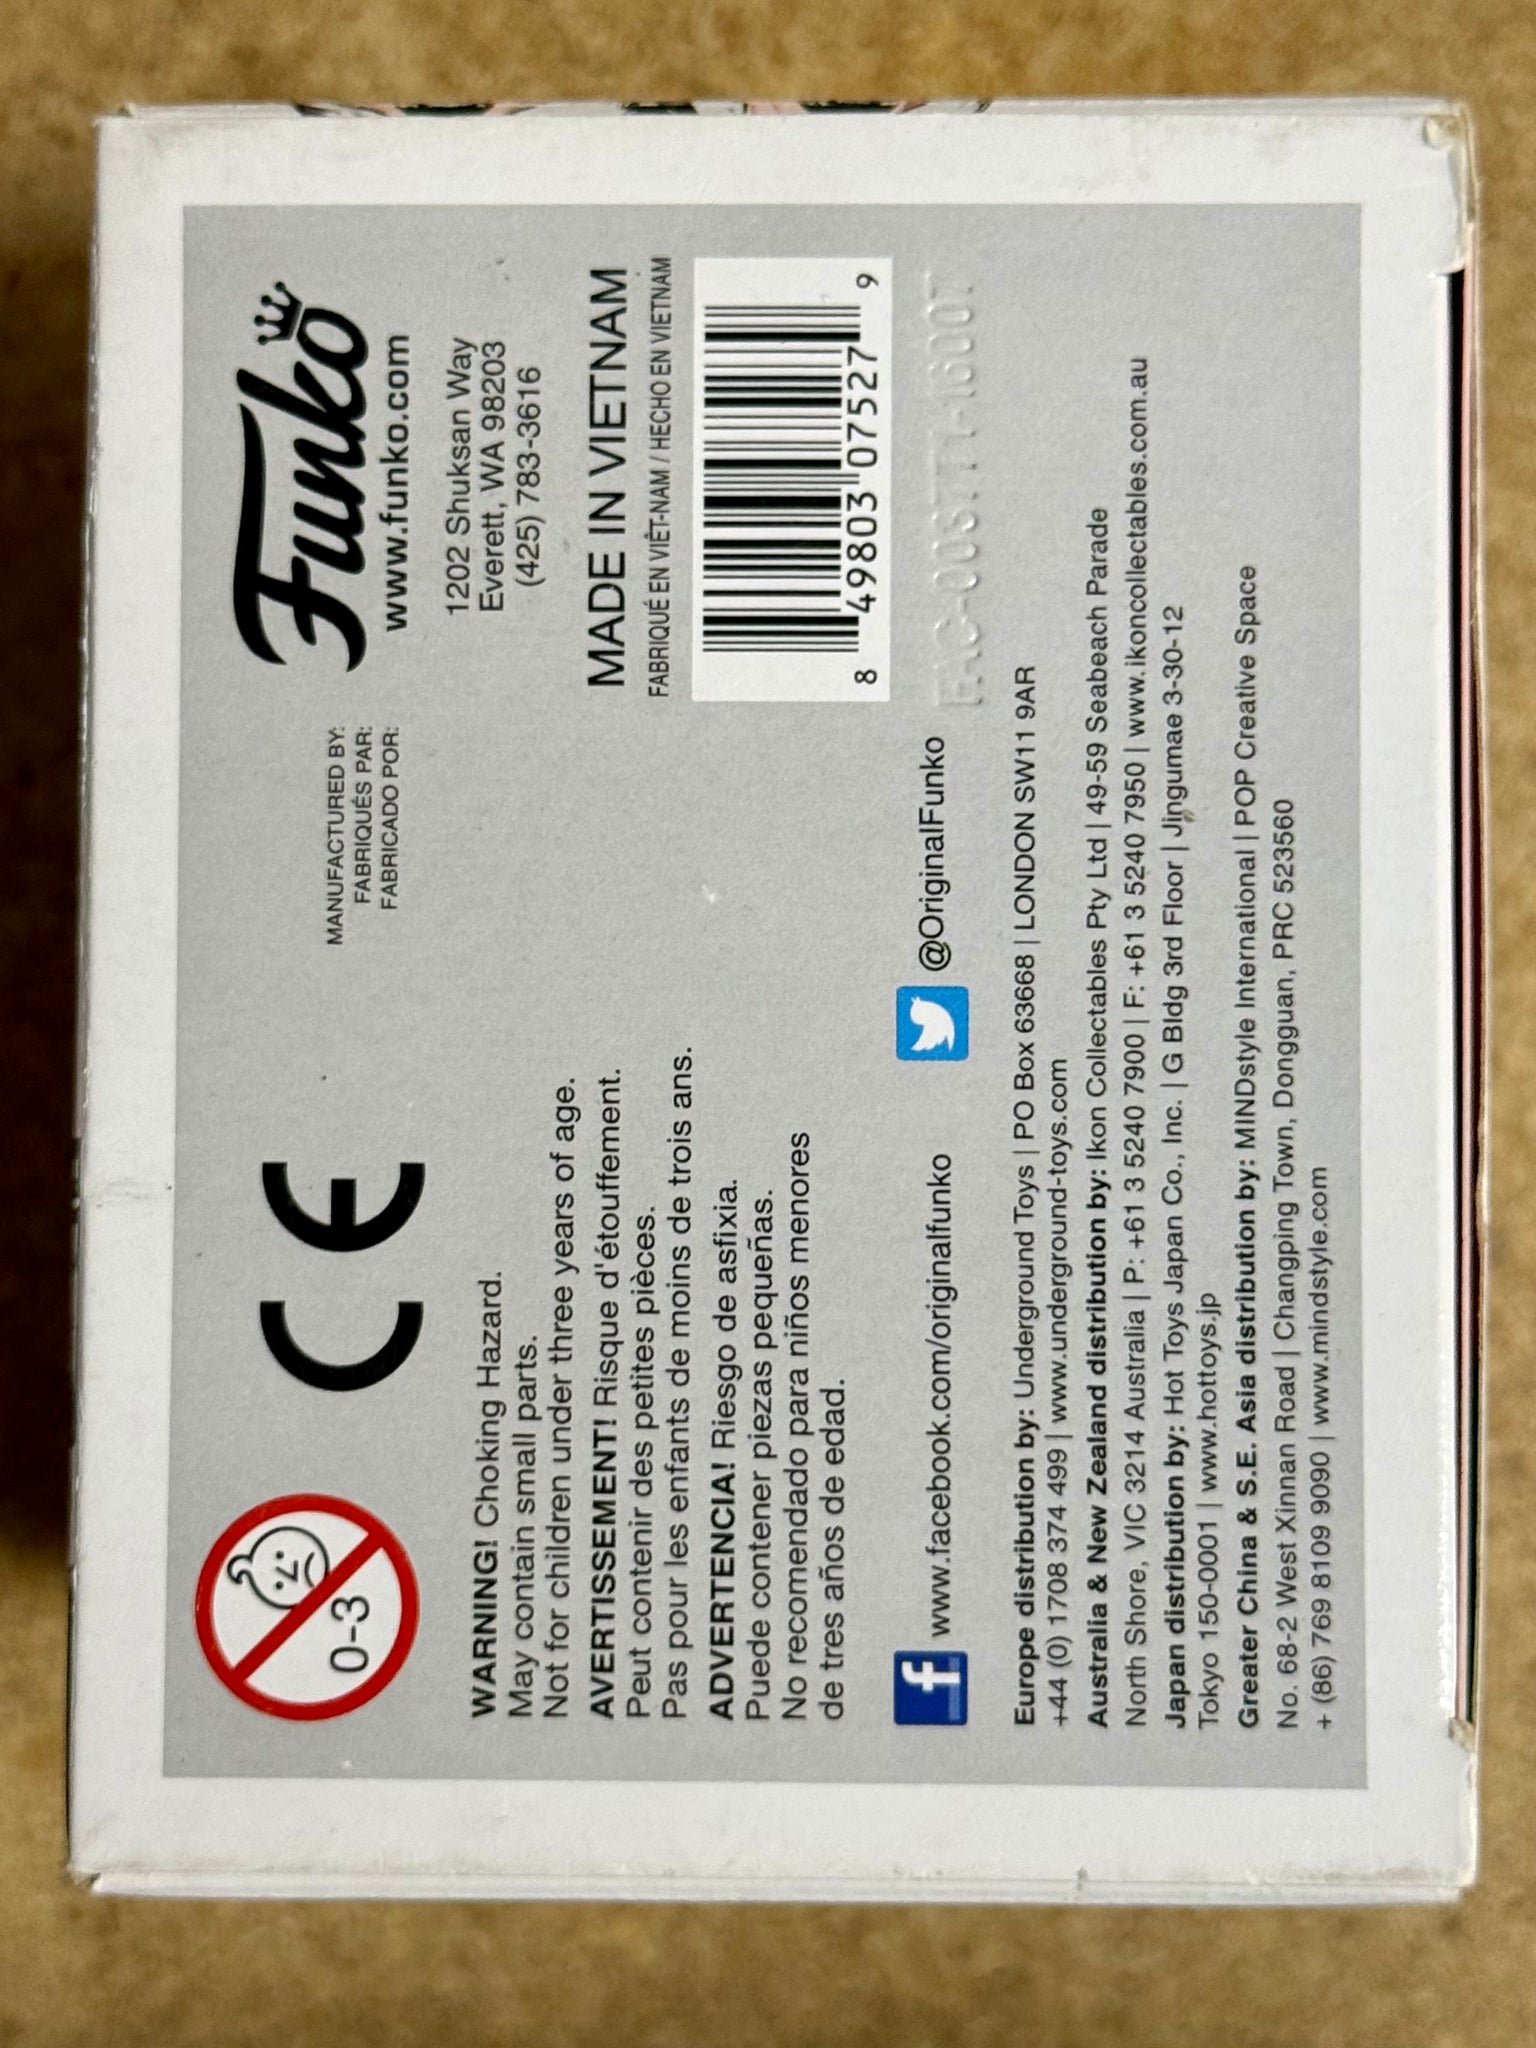 0-3
CE
MANUFACTURED BY:
FABRIQUÉS PAR:
FABRICADO POR:
Funko
www.funko.com
1202 Shuksan Way
Everett, WA 98203
(425) 783-3616
MADE IN VIETNAM
FABRIQUÉ EN VIÊT-NAM / HECHO EN VIETNAM
8 49803 07527 9
WARNING! Choking Hazard.
May contain small parts.
Not for children under three years of age.
AVERTISSEMENT! Risque d'étouffement.
Peut contenir des petites pièces.
Pas pour les enfants de moins de trois ans.
ADVERTENCIA! Riesgo de asfixia.
Puede contener piezas pequeñas.
No recomendado para niños menores
de tres años de edad.
www.facebook.com/originalfunko
@OriginalFunko
Europe distribution by: Underground Toys | PO Box 63668 | LONDON SW11 9AR
+44 (0) 1708 374 499 | www.underground-toys.com
Australia & New Zealand distribution by: Ikon Collectables Pty Ltd | 49-59 Seabeach Parade
North Shore, VIC 3214 Australia | P: +61 3 5240 7900 | F: +61 3 5240 7950 | www.ikoncollectables.com.au
Japan distribution by: Hot Toys Japan Co., Inc. | G Bldg 3rd Floor | Jingumae 3-30-12
Tokyo 150-0001 | www.hottoys.jp
Greater China & S.E. Asia distribution by: MINDstyle International | POP Creative Space
No. 68-2 West Xinnan Road | Changping Town, Dongguan, PRC 523560
+ (86) 769 8109 9090 | www.mindstyle.com